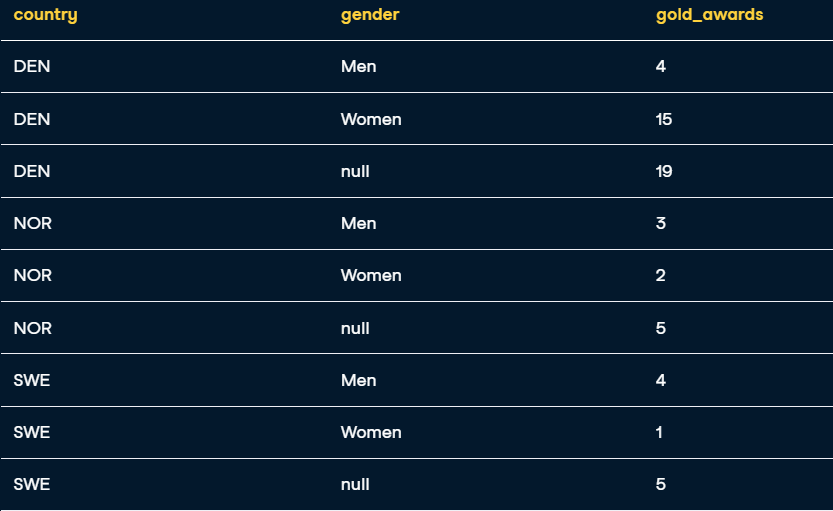 country gender gold_awards
DEN Men 4
DEN Women 15
DEN null 19
NOR Men 3
NOR Women 2
NOR null 5
SWE Men 4
SWE Women 1
SWE null 5